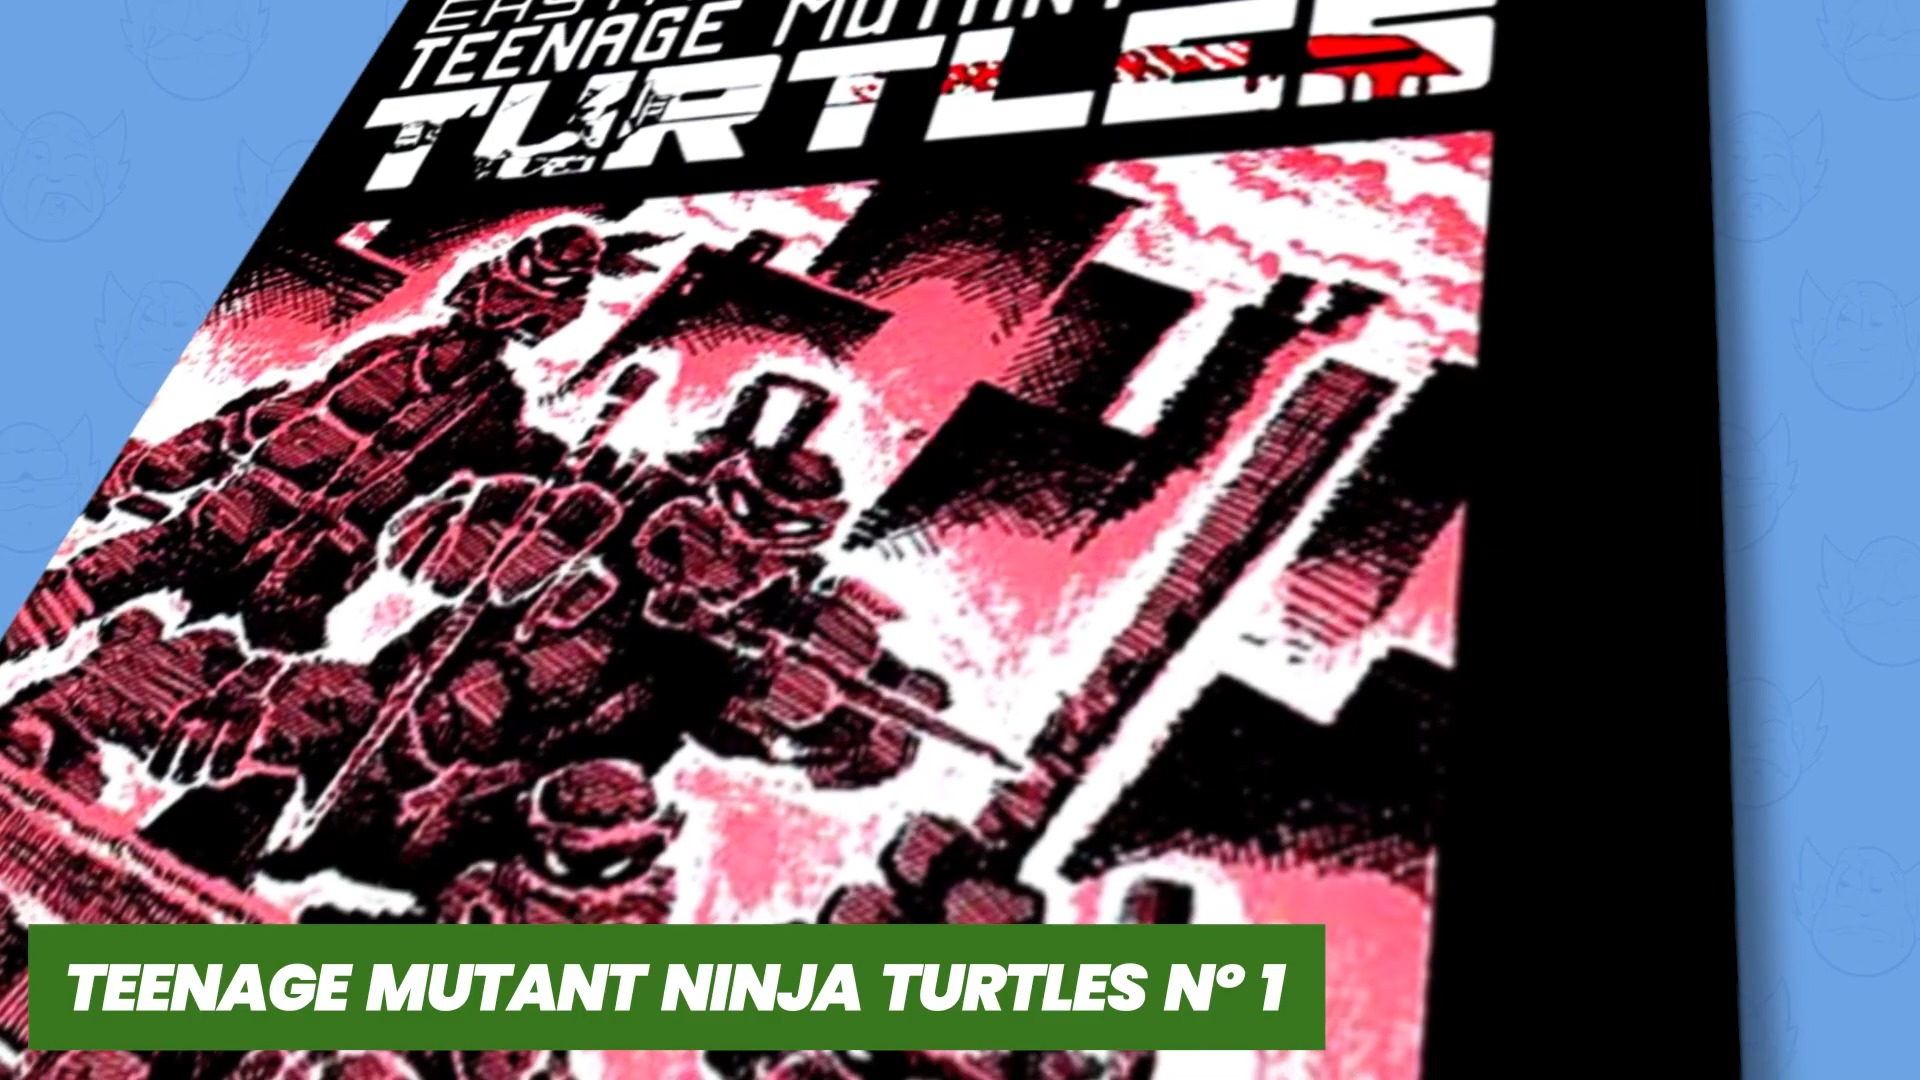 TEENAGE MUTANT
TURTLES
TEENAGE MUTANT NINJA TURTLES Nº 1